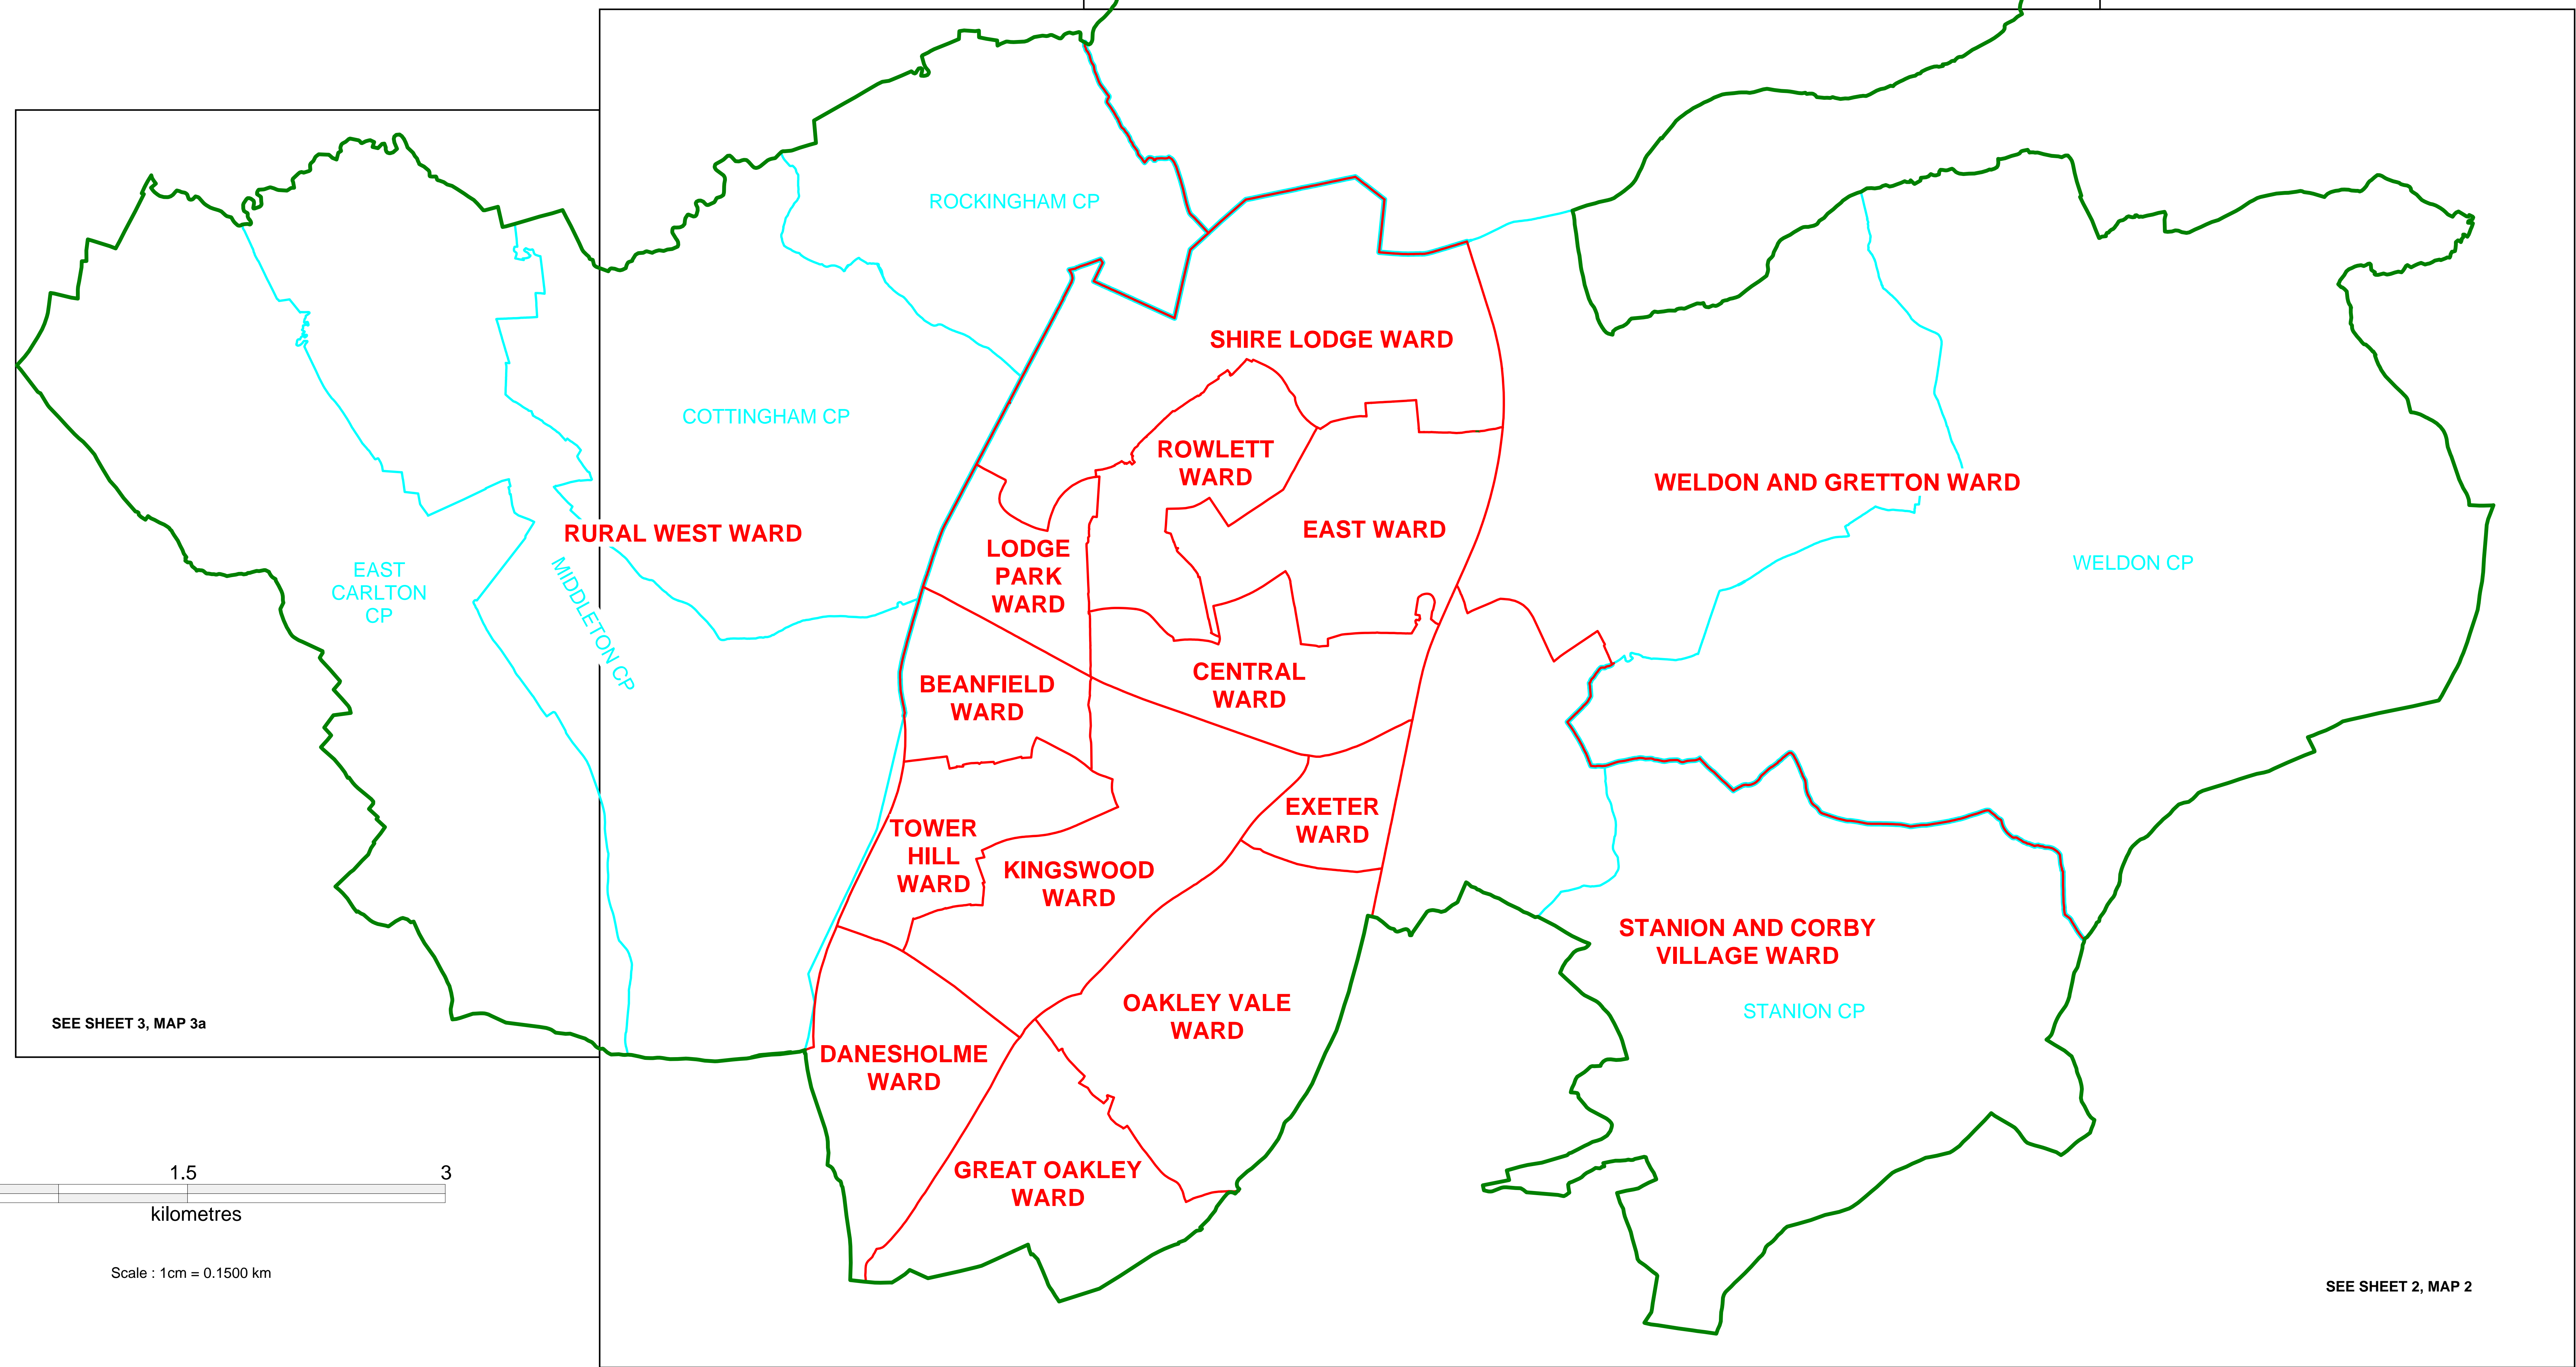 ROCKINGHAM CP
SHIRE LODGE WARD
COTTINGHAM CP
ROWLETT
WARD
WELDON AND GRETTON WARD
RURAL WEST WARD
EAST WARD
LODGE
PARK
WARD
EAST
CARLTON
CP
MIDDLETON CP
WELDON CP
BEANFIELD
WARD
CENTRAL
WARD
EXETER
WARD
TOWER
HILL
WARD
KINGSWOOD
WARD
STANION AND CORBY
VILLAGE WARD
STANION CP
OAKLEY VALE
WARD
SEE SHEET 3, MAP 3a
DANESHOLME
WARD
GREAT OAKLEY
WARD
1.5
3
kilometres
Scale : 1cm = 0.1500 km
SEE SHEET 2, MAP 2